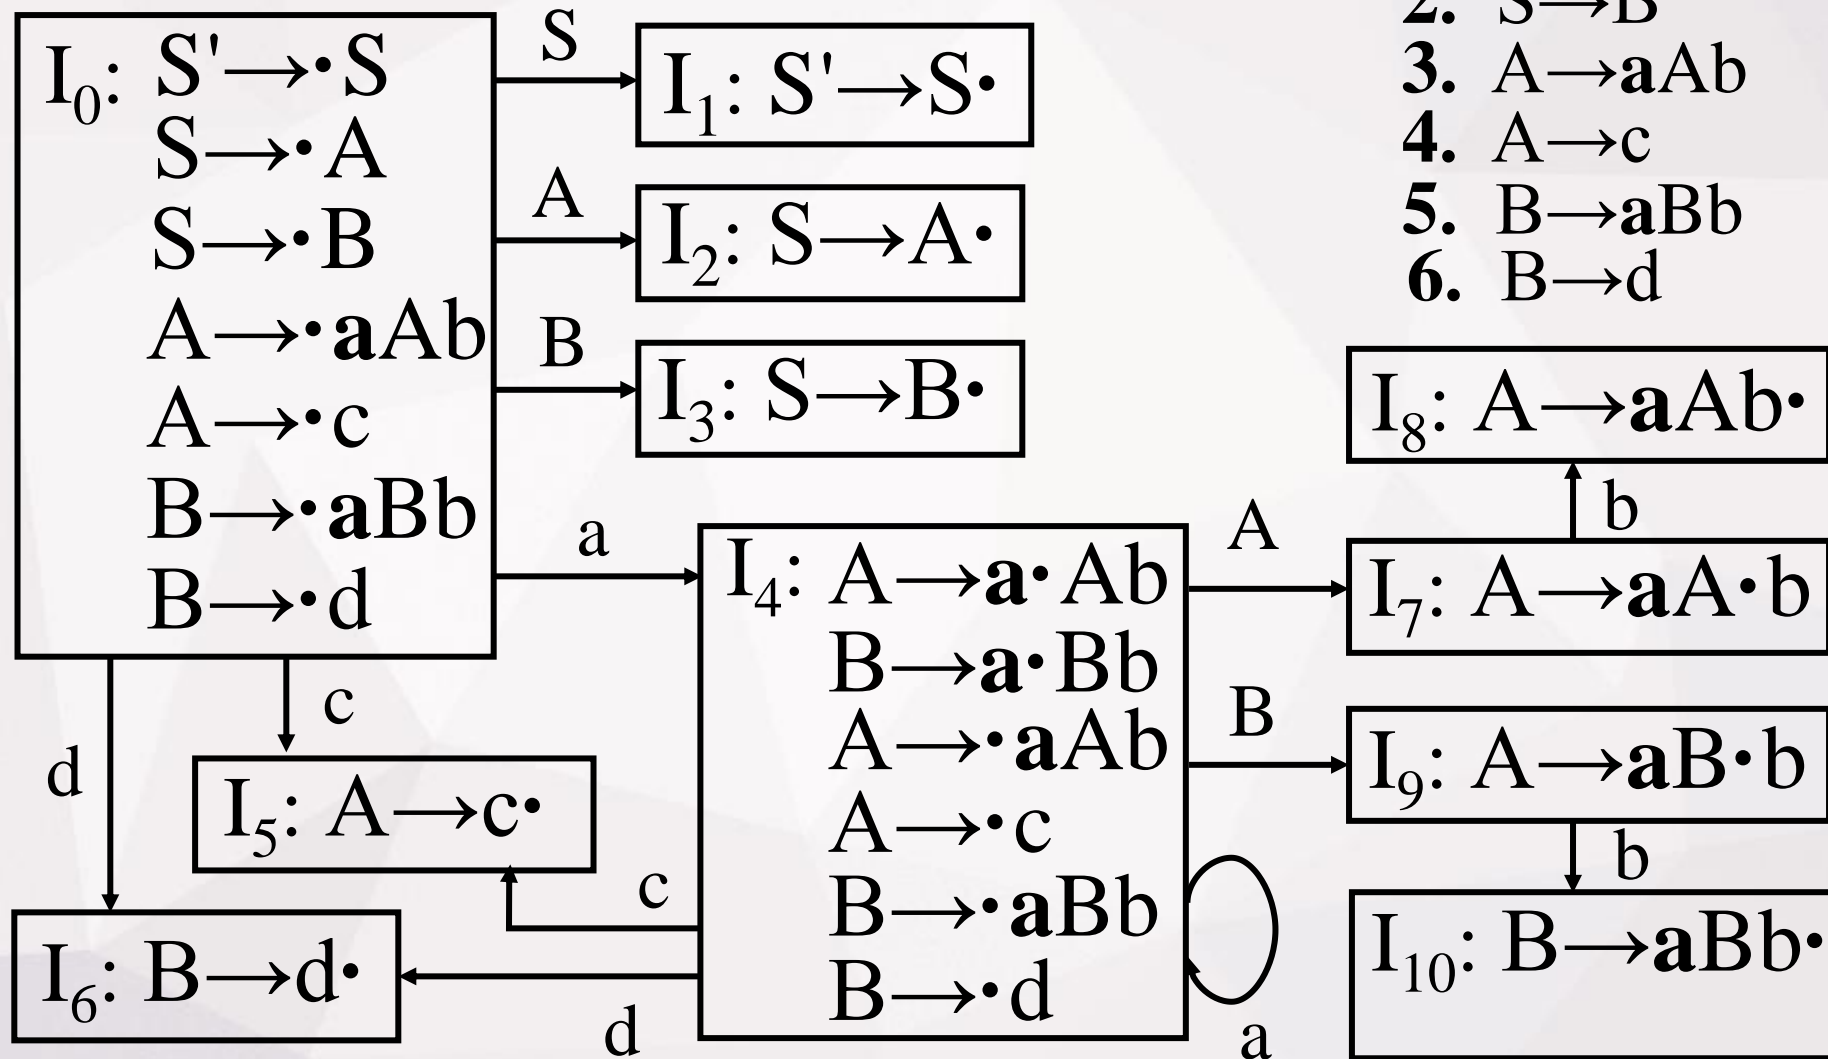 I0: S'→·S
S→·A
S→·B
A→·aAb
A→·c
B→·aBb
B→·d
S
I1: S'→S·
A
I2: S→A·
B
I3: S→B·
2. S→B
3. A→aAb
4. A→c
5. B→aBb
6. B→d
a
I4: A→a·Ab
B→a·Bb
A→·aAb
A→·c
B→·aBb
B→·d
A
I7: A→aA·b
b
I8: A→aAb·
B
I9: A→aB·b
b
I10: B→aBb·
a
c
d
I5: A→c·
c
I6: B→d·
d